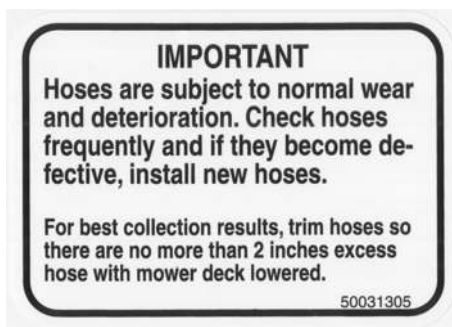 IMPORTANT
Hoses are subject to normal wear
and deterioration. Check hoses
frequently and if they become de-
fective, install new hoses.
For best collection results, trim hoses so
there are no more than 2 inches excess
hose with mower deck lowered.
50031305